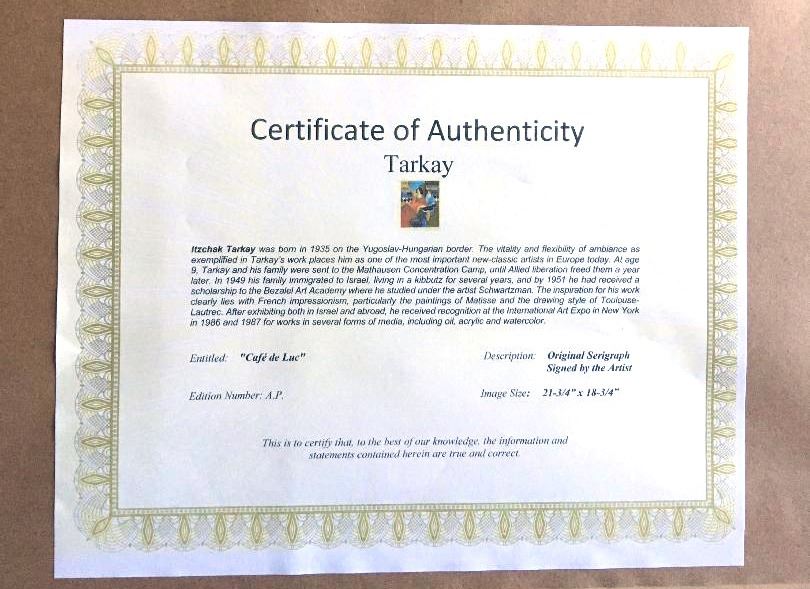 Certificate of Authenticity
Tarkay
Itzchak Tarkay was born in 1935 on the Yugoslav-Hungarian border. The vitality and flexibility of ambiance as
exemplified in Tarkay's work places him as one of the most important new-classic artists in Europe today. At age
9, Tarkay and his family were sent to the Mathausen Concentration Camp, until Allied liberation freed them a year
later. In 1949 his family immigrated to Israel, living in a kibbutz for several years, and by 1951 he had received a
scholarship to the Bezalel Art Academy where he studied under the artist Schwartzman. The inspiration for his work
clearly lies with French impressionism, particularly the paintings of Matisse and the drawing style of Toulouse-
Lautrec. After exhibiting both in Israel and abroad, he received recognition at the International Art Expo in New York
in 1986 and 1987 for works in several forms of media, including oil, acrylic and watercolor.
Entitled: "Café de Luc" Description: Original Serigraph
Signed by the Artist
Edition Number: A.P. Image Size: 21-3/4" x 18-3/4"
This is to certify that, to the best of our knowledge, the information and
statements contained herein are true and correct.